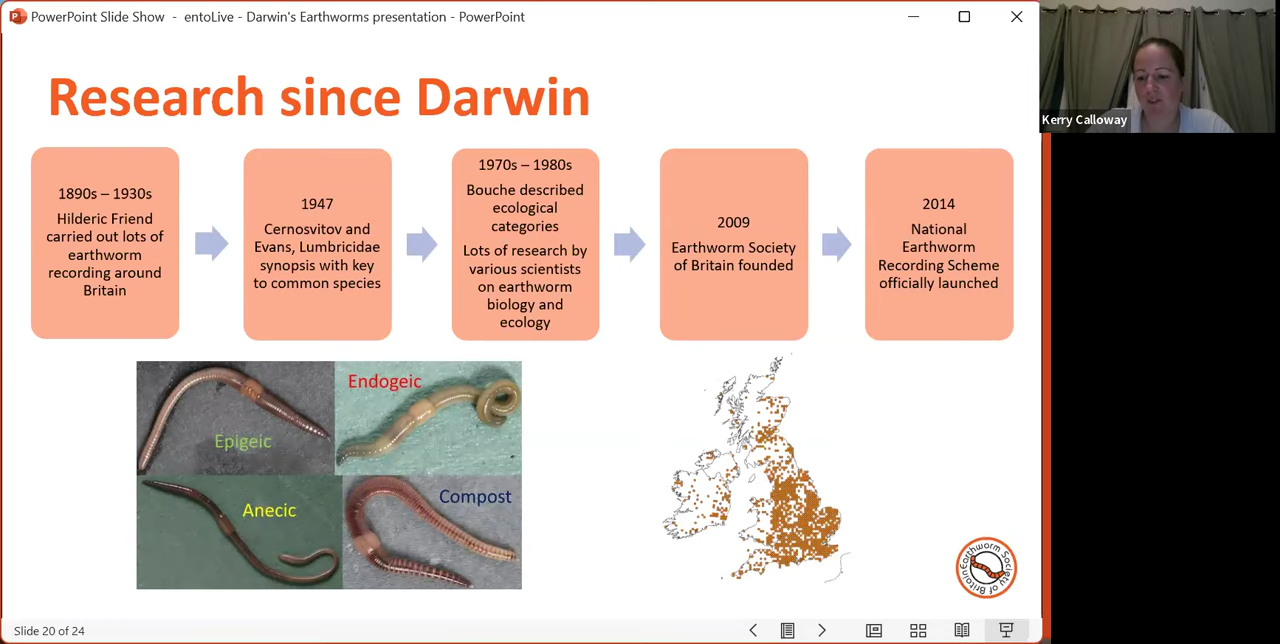 PowerPoint Slide Show - entoLive - Darwin's Earthworms presentation - PowerPoint
Kerry Calloway
Research since Darwin
1890s – 1930s
Hilderic Friend
carried out lots of
earthworm
recording around
Britain
1947
Cernosvitov and
Evans, Lumbricidae
synopsis with key
to common species
1970s – 1980s
Bouche described
ecological
categories
Lots of research by
various scientists
on earthworm
biology and
ecology
2009
Earthworm Society
of Britain founded
2014
National
Earthworm
Recording Scheme
officially launched
Epigeic
Endogeic
Anecic
Compost
Earthworm Society of Britain
Slide 20 of 24